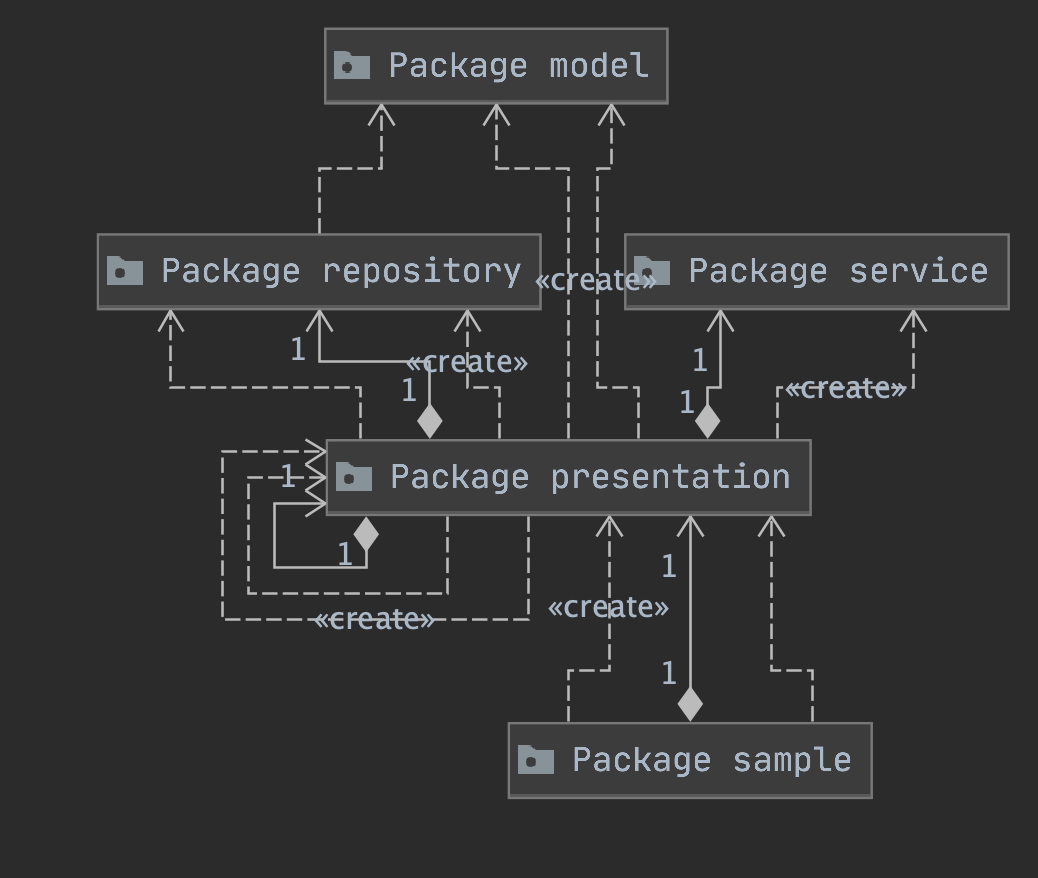 Package model
Package repository
«create»
Package service
1
«create»
1
«create»
1
1
1
Package presentation
1
1
«create»
«create»
1
Package sample